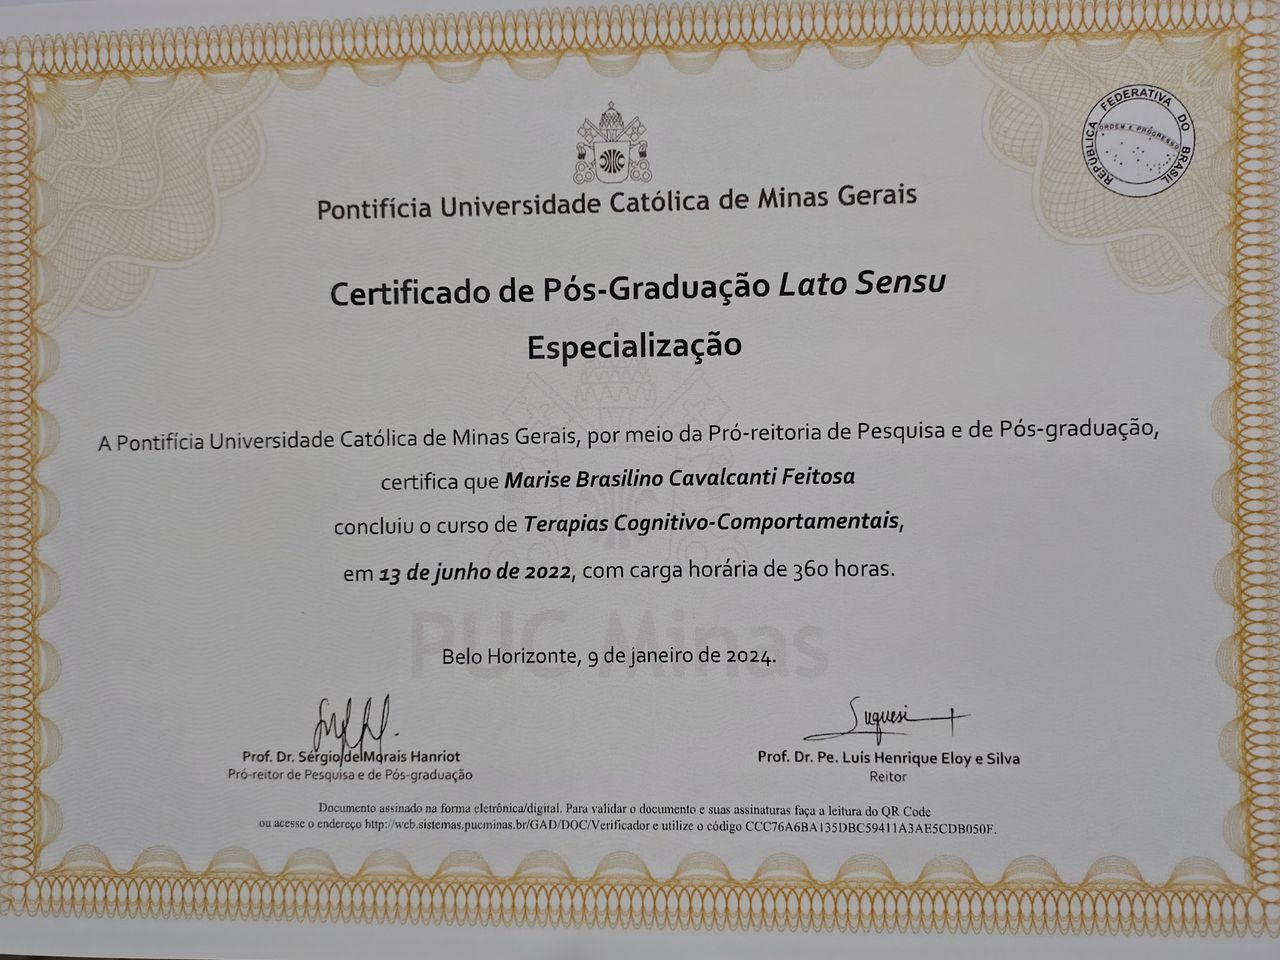 REPÚBLICA FEDERATIVA DO BRASIL
ORDEM E PROGRESSO
Pontifícia Universidade Católica de Minas Gerais
Certificado de Pós-Graduação Lato Sensu
Especialização
A Pontifícia Universidade Católica de Minas Gerais, por meio da Pró-reitoria de Pesquisa e de Pós-graduação,
certifica que Marise Brasilino Cavalcanti Feitosa
concluiu o curso de Terapias Cognitivo-Comportamentais,
em 13 de junho de 2022, com carga horária de 360 horas.
PUC Minas
Belo Horizonte, 9 de janeiro de 2024.
Prof. Dr. Sérgio de Morais Hanriot
Pró-reitor de Pesquisa e de Pós-graduação
Prof. Dr. Pe. Luis Henrique Eloy e Silva
Reitor
Documento assinado na forma eletrônica/digital. Para validar o documento e suas assinaturas faça a leitura do QR Code
ou acesse o endereço http://web.sistemas.pucminas.br/GAD/DOC/Verificador e utilize o código CCC76A6BA135DBC59411A3AE5CDB050F.